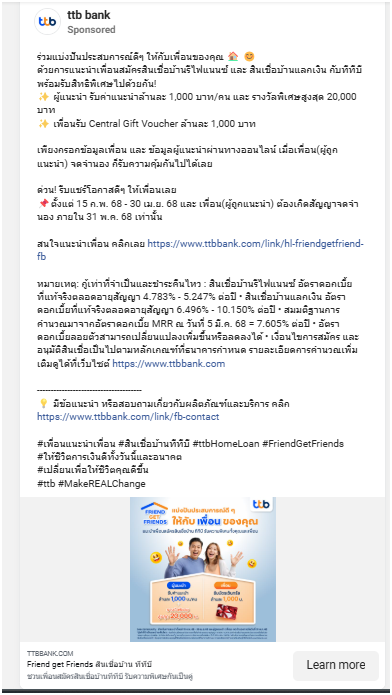 ttb bank
Sponsored
ร่วมแบ่งปันประสบการณ์ดีๆ ให้กับเพื่อนของคุณ 🏠 😊
ด้วยการแนะนำเพื่อนสมัครสินเชื่อบ้านรีไฟแนนซ์ และ สินเชื่อบ้านแลกเงิน กับทีทีบี
พร้อมรับสิทธิพิเศษไปด้วยกัน!
✨ ผู้แนะนำ รับค่าแนะนำล้านละ 1,000 บาท/คน และ รางวัลพิเศษสูงสุด 20,000
บาท
✨ เพื่อนรับ Central Gift Voucher ล้านละ 1,000 บาท
เพียงกรอกข้อมูลเพื่อน และ ข้อมูลผู้แนะนำผ่านทางออนไลน์ เมื่อเพื่อน(ผู้ถูก
แนะนำ) จดจำนอง ก็รับความคุ้มกันไปได้เลย
ด่วน! รีบแชร์โอกาสดีๆ ให้เพื่อนเลย
📌 ตั้งแต่ 15 ก.พ. 68 - 30 เม.ย. 68 และ เพื่อน(ผู้ถูกแนะนำ) ต้องเกิดสัญญาจดจำ
นอง ภายใน 31 พ.ค. 68 เท่านั้น
สนใจแนะนำเพื่อน คลิกเลย https://www.ttbbank.com/link/hl-friendgetfriend-
fb
หมายเหตุ: กู้เท่าที่จำเป็นและชำระคืนไหว : สินเชื่อบ้านรีไฟแนนซ์ อัตราดอกเบี้ย
ที่แท้จริงตลอดอายุสัญญา 4.783% - 5.247% ต่อปี • สินเชื่อบ้านแลกเงิน อัตรา
ดอกเบี้ยที่แท้จริงตลอดอายุสัญญา 6.496% - 10.150% ต่อปี • สมมติฐานการ
คำนวณมาจากอัตราดอกเบี้ย MRR ณ วันที่ 5 มี.ค. 68 = 7.605% ต่อปี • อัตรา
ดอกเบี้ยลอยตัวสามารถเปลี่ยนแปลงเพิ่มขึ้นหรือลดลงได้ • เงื่อนไขการสมัคร และ
อนุมัติสินเชื่อเป็นไปตามหลักเกณฑ์ที่ธนาคารกำหนด รายละเอียดการคำนวณเพิ่ม
เติมดูได้ที่เว็บไซต์ https://www.ttbbank.com
--------------------------------------
💡 มีข้อแนะนำ หรือสอบถามเกี่ยวกับผลิตภัณฑ์และบริการ คลิก
https://www.ttbbank.com/link/fb-contact
#เพื่อนแนะนำเพื่อน #สินเชื่อบ้านทีทีบี #ttbHomeLoan #FriendGetFriends
#ให้ชีวิตการเงินดีทั้งวันนี้และอนาคต
#เปลี่ยนเพื่อให้ชีวิตคุณดีขึ้น
#ttb #MakeREALChange
FRIEND
GET
FRIENDS
ttb
แบ่งปันประสบการณ์ดี ๆ
ให้กับ เพื่อน ของคุณ
ผู้แนะนำ
รับค่าแนะนำ
ล้านละ 1,000 บาท/คน
20,000
เพื่อน
ล้านละ 1,000 บาท
TTBBANK.COM
Friend get Friends สินเชื่อบ้าน ทีทีบี
ชวนเพื่อนสมัครสินเชื่อบ้านทีทีบี รับความพิเศษกันเป็นคู่
Learn more